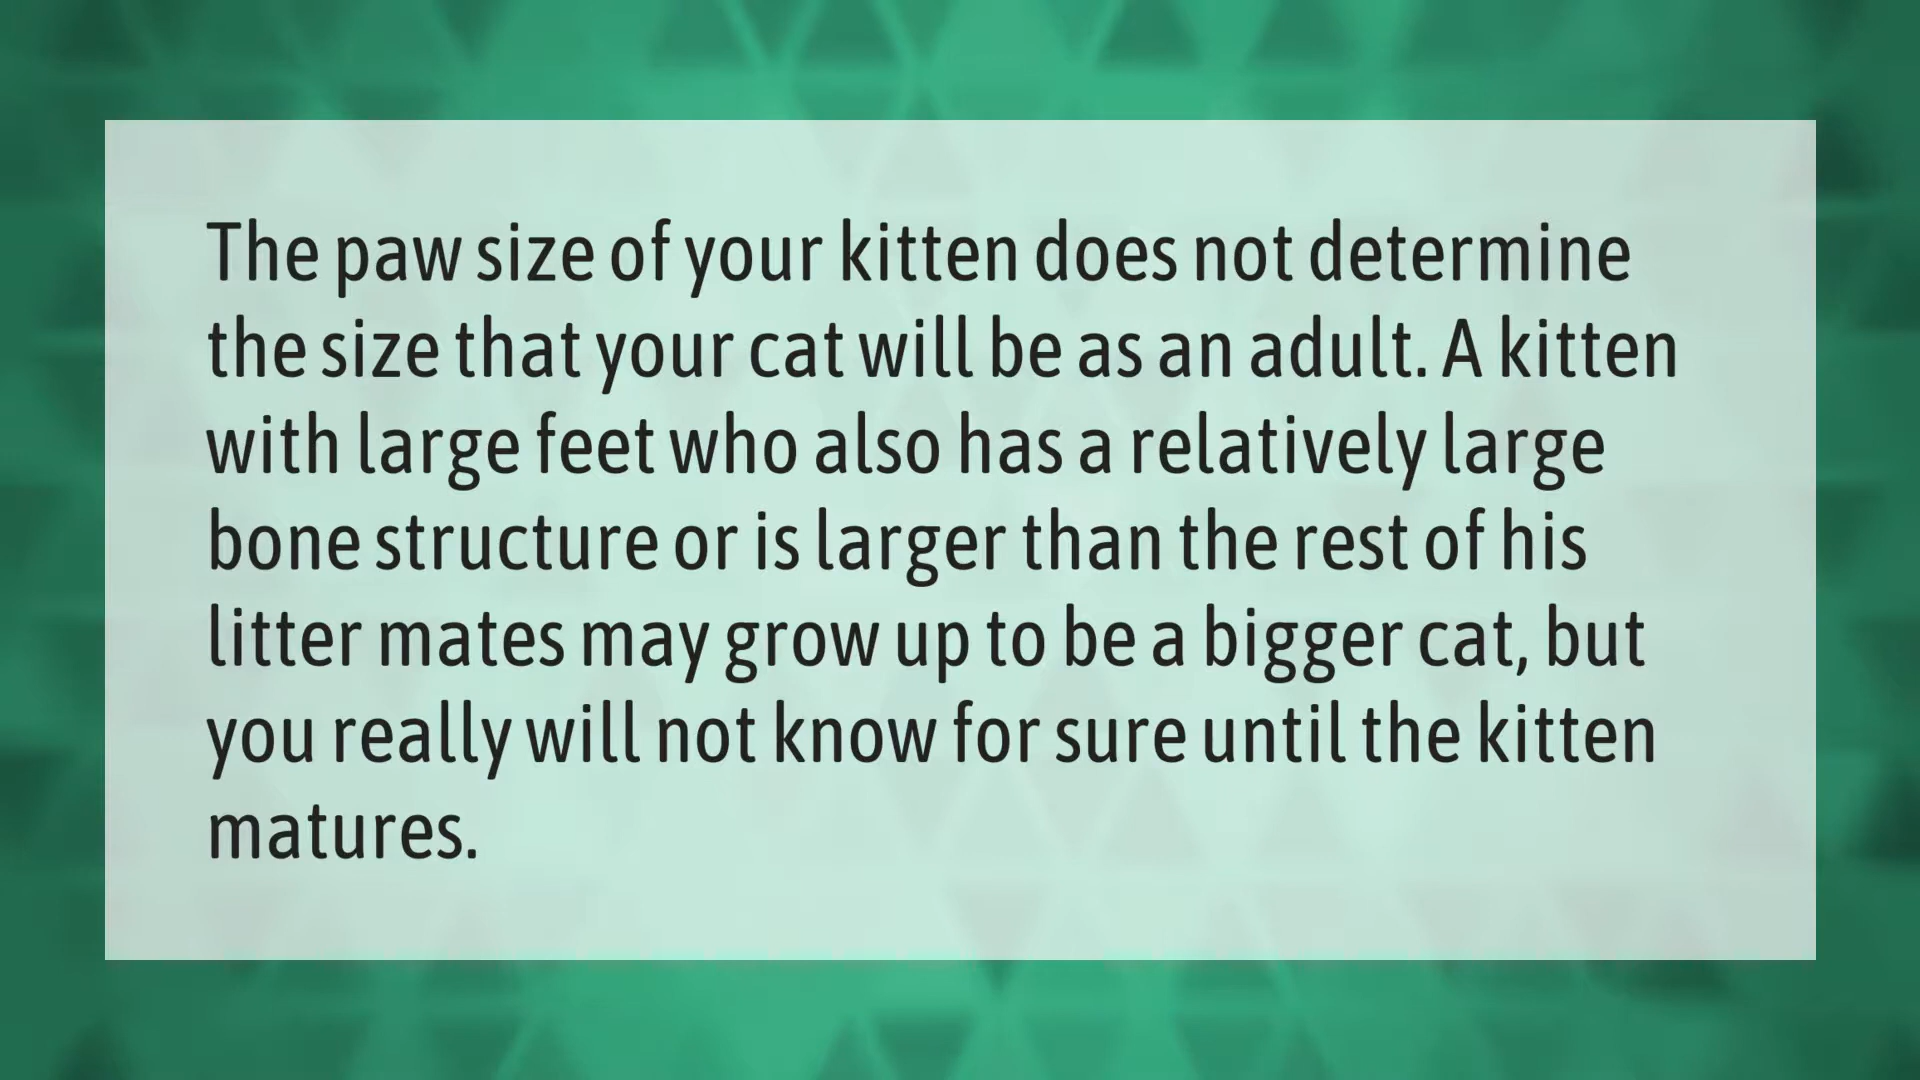 The paw size of your kitten does not determine
the size that your cat will be as an adult. A kitten
with large feet who also has a relatively large
bone structure or is larger than the rest of his
litter mates may grow up to be a bigger cat, but
you really will not know for sure until the kitten
matures.